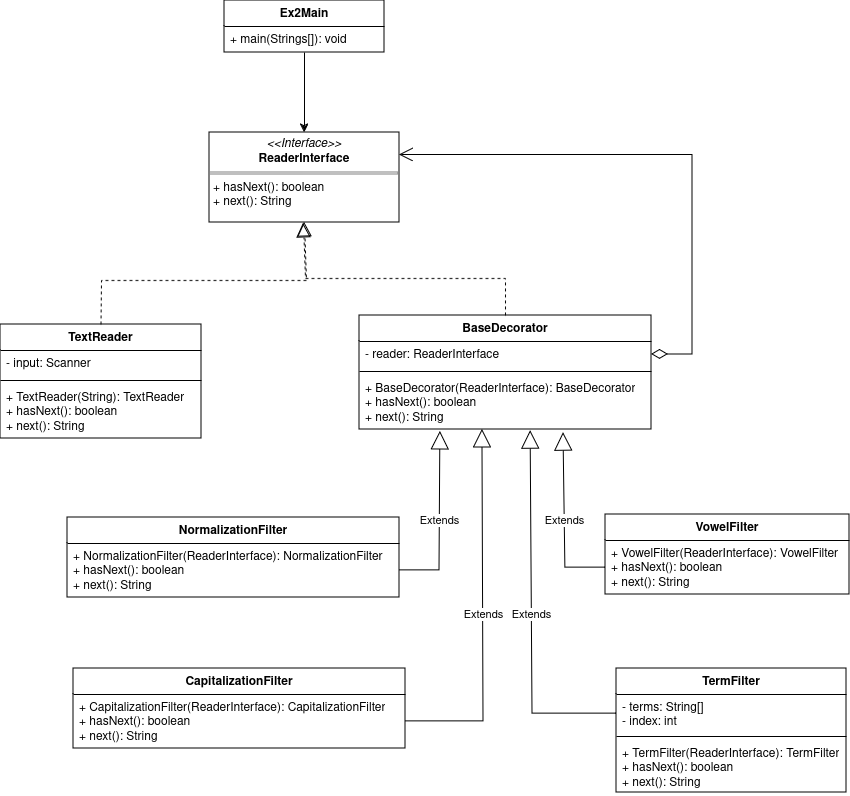 Ex2Main
+ main(Strings[]): void
<<Interface>>
ReaderInterface
+ hasNext(): boolean
+ next(): String
TextReader
- input: Scanner
+ TextReader(String): TextReader
+ hasNext(): boolean
+ next(): String
BaseDecorator
- reader: ReaderInterface
+ BaseDecorator(ReaderInterface): BaseDecorator
+ hasNext(): boolean
+ next(): String
Extends
Extends
NormalizationFilter
+ NormalizationFilter(ReaderInterface): NormalizationFilter
+ hasNext(): boolean
+ next(): String
VowelFilter
+ VowelFilter(ReaderInterface): VowelFilter
+ hasNext(): boolean
+ next(): String
Extends
Extends
CapitalizationFilter
+ CapitalizationFilter(ReaderInterface): CapitalizationFilter
+ hasNext(): boolean
+ next(): String
TermFilter
- terms: String[]
- index: int
+ TermFilter(ReaderInterface): TermFilter
+ hasNext(): boolean
+ next(): String